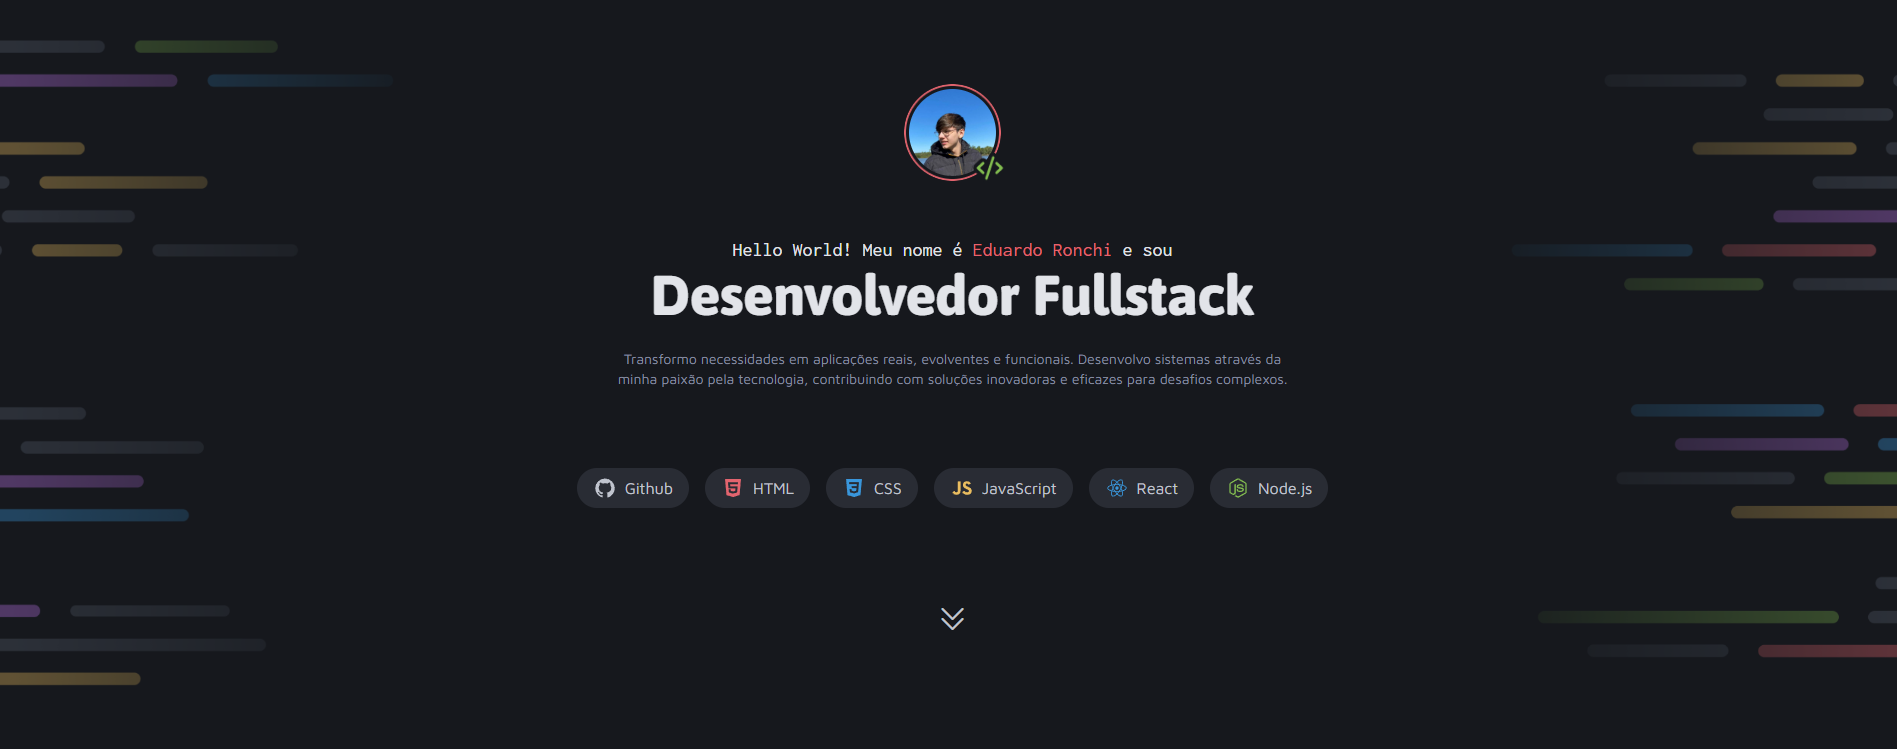 Hello World! Meu nome é Eduardo Ronchi e sou
Desenvolvedor Fullstack
Transformo necessidades em aplicações reais, evolventes e funcionais. Desenvolvo sistemas através da
minha paixão pela tecnologia, contribuindo com soluções inovadoras e eficazes para desafios complexos.
Github
HTML
CSS
JS JavaScript
React
Node.js